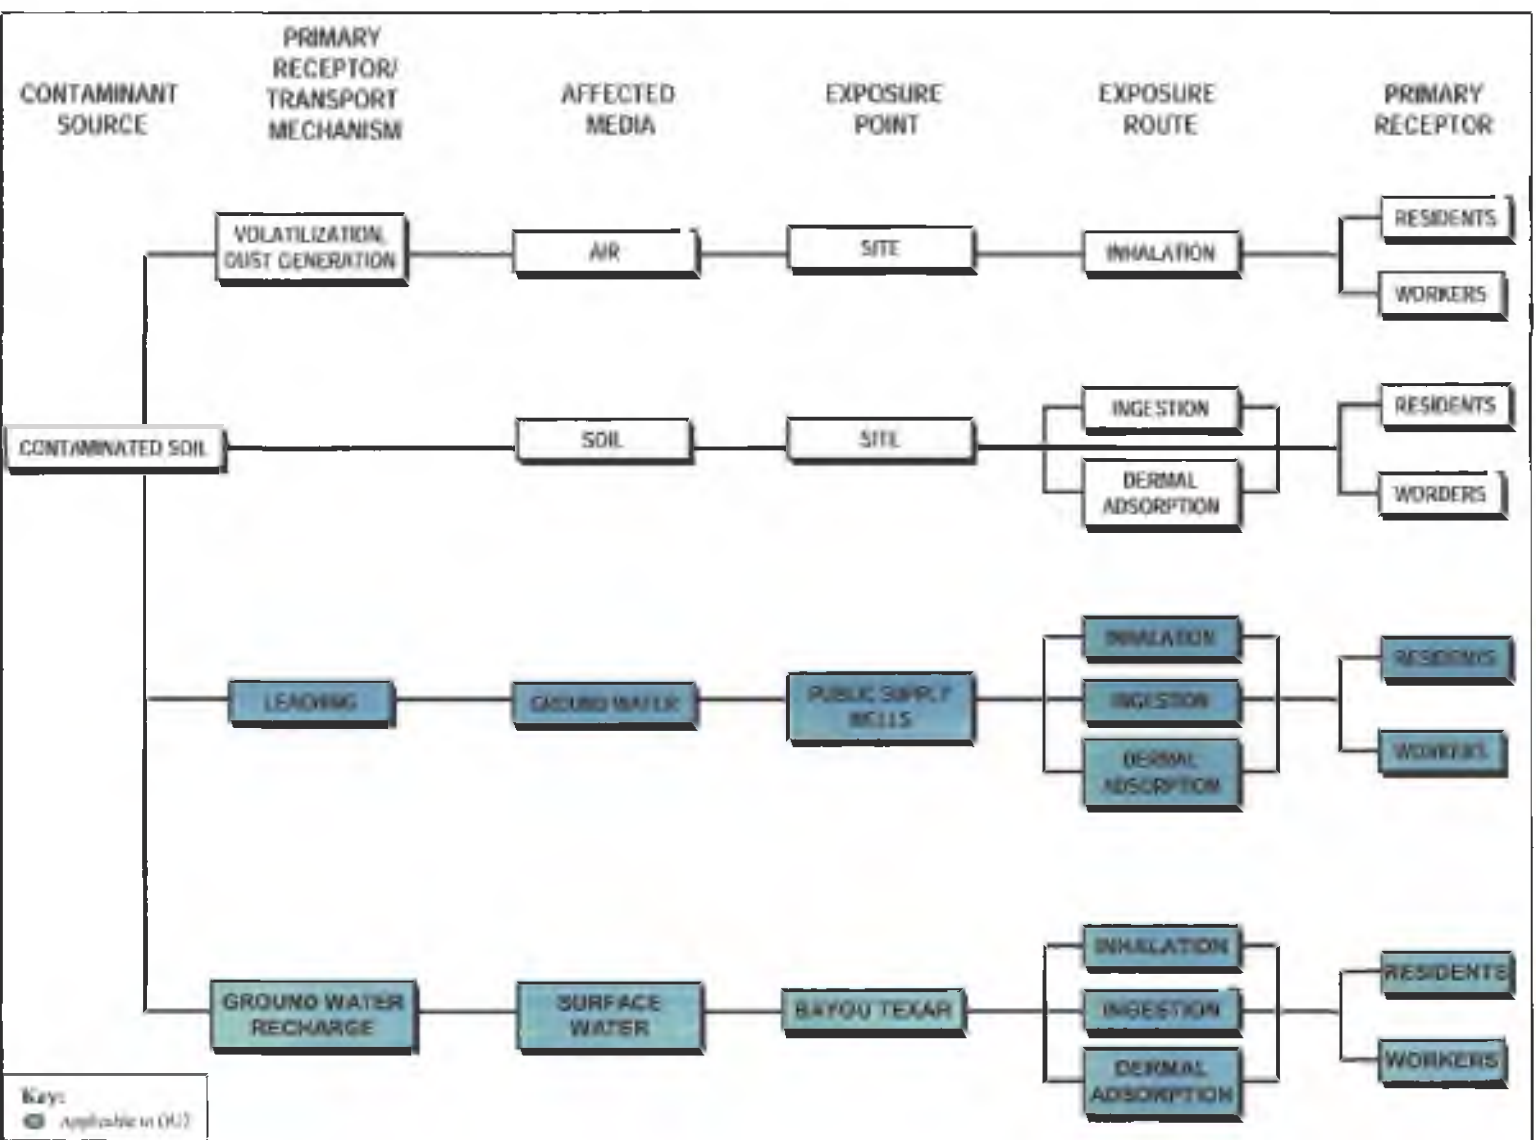 CONTAMINANT
SOURCE
PRIMARY
RECEPTOR/
TRANSPORT
MECHANISM
AFFECTED
MEDIA
EXPOSURE
POINT
EXPOSURE
ROUTE
PRIMARY
RECEPTOR
VOLATILIZATION,
DUST GENERATION
AIR
SITE
INHALATION
RESIDENTS
WORKERS
CONTAMINATED SOIL
SOIL
SITE
INGESTION
DERMAL
ADSORPTION
RESIDENTS
WORDERS
LEACHING
GROUND WATER
PUBLIC SUPPLY
WELLS
INHALATION
INGESTION
DERMAL
ADSORPTION
RESIDENTS
WORKERS
GROUND WATER
RECHARGE
SURFACE
WATER
BAYOU TEXAR
INHALATION
INGESTION
DERMAL
ADSORPTION
RESIDENTS
WORKERS
Key:
Applicable to OU2